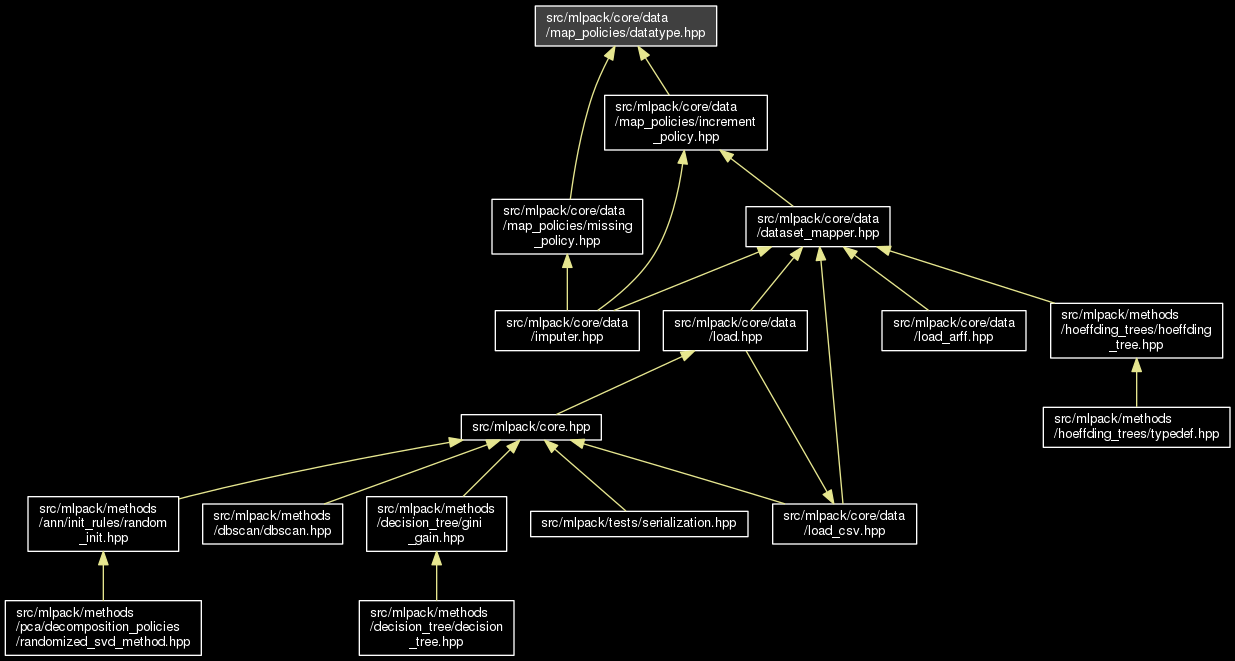 src/mlpack/core/data
/map_policies/datatype.hpp
src/mlpack/core/data
/map_policies/increment
_policy.hpp
src/mlpack/core/data
/map_policies/missing
_policy.hpp
src/mlpack/core/data
/dataset_mapper.hpp
src/mlpack/core/data
/imputer.hpp
src/mlpack/core/data
/load.hpp
src/mlpack/core/data
/load_arff.hpp
src/mlpack/methods
/hoeffding_trees/hoeffding
_tree.hpp
src/mlpack/core.hpp
src/mlpack/methods
/hoeffding_trees/typedef.hpp
src/mlpack/methods
/ann/init_rules/random
_init.hpp
src/mlpack/methods
/dbscan/dbscan.hpp
src/mlpack/methods
/decision_tree/gini
_gain.hpp
src/mlpack/tests/serialization.hpp
src/mlpack/core/data
/load_csv.hpp
src/mlpack/methods
/pca/decomposition_policies
/randomized_svd_method.hpp
src/mlpack/methods
/decision_tree/decision
_tree.hpp